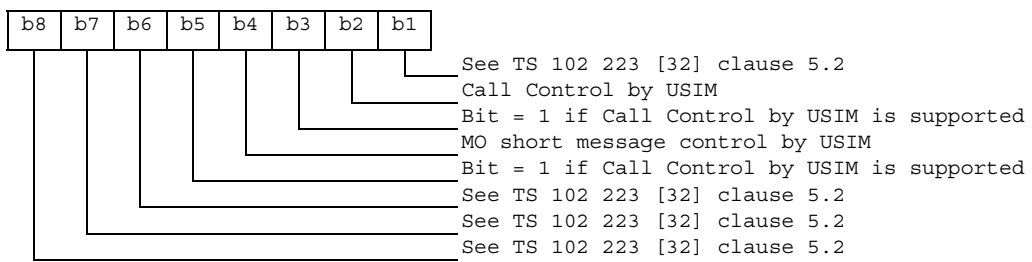 b8 b7 b6 b5 b4 b3 b2 b1
See TS 102 223 [32] clause 5.2
Call Control by USIM
Bit = 1 if Call Control by USIM is supported
MO short message control by USIM
Bit = 1 if Call Control by USIM is supported
See TS 102 223 [32] clause 5.2
See TS 102 223 [32] clause 5.2
See TS 102 223 [32] clause 5.2